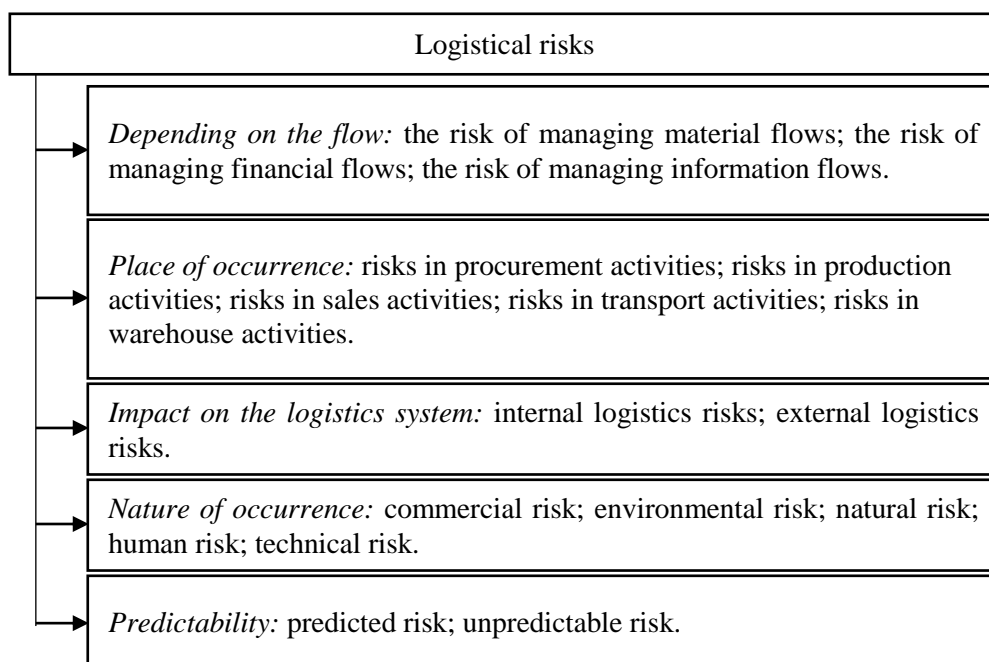 Logistical risks
Depending on the flow: the risk of managing material flows; the risk of
managing financial flows; the risk of managing information flows.
Place of occurrence: risks in procurement activities; risks in production
activities; risks in sales activities; risks in transport activities; risks in
warehouse activities.
Impact on the logistics system: internal logistics risks; external logistics
risks.
Nature of occurrence: commercial risk; environmental risk; natural risk;
human risk; technical risk.
Predictability: predicted risk; unpredictable risk.